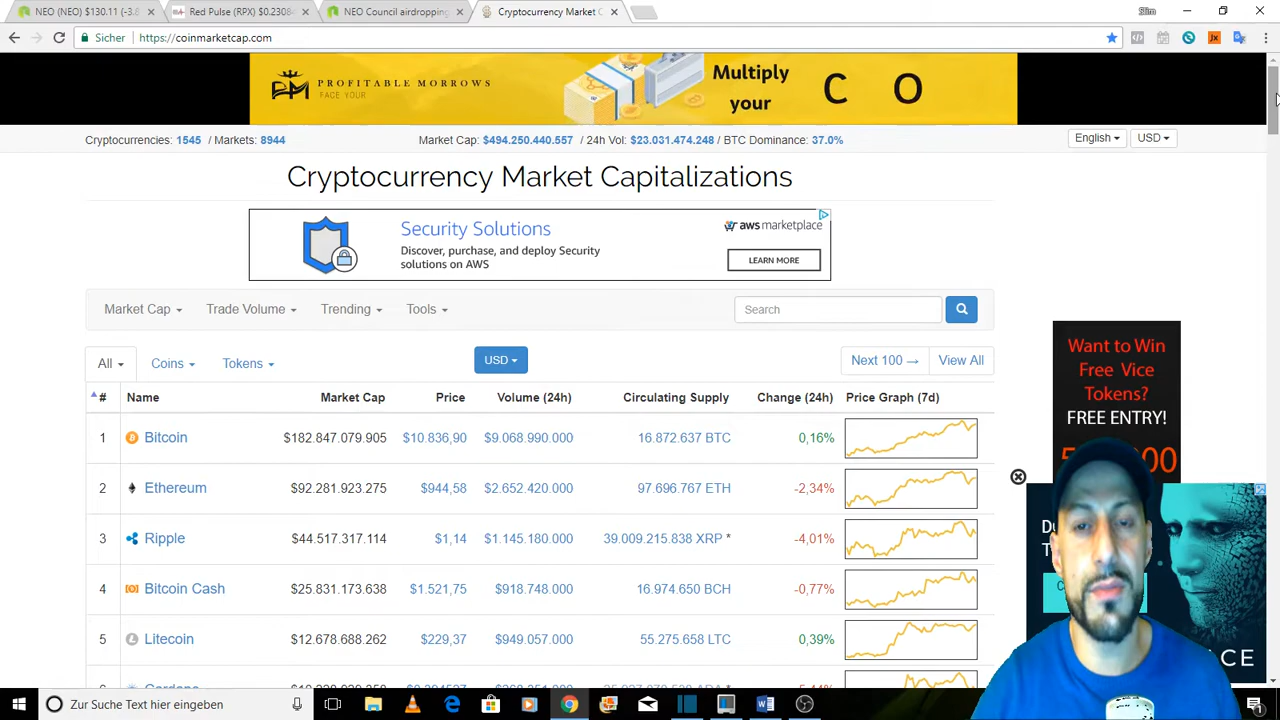 NEO (NEO) $130.11 (-3.8
Red Pulse (RPX) $0.2308
NEO Council airdropping
Cryptocurrency Market C
Slim
Sicher
https://coinmarketcap.com
PROFITABLE MORROWS
FACE YOUR
Multiply
your
C O
Cryptocurrencies: 1545 / Markets: 8944
Market Cap: $494.250.440.557 / 24h Vol: $23.031.474.248 / BTC Dominance: 37.0%
English
USD
Cryptocurrency Market Capitalizations
Security Solutions
Discover, purchase, and deploy Security
solutions on AWS
aws marketplace
LEARN MORE
Market Cap Trade Volume Trending Tools
Search
All Coins Tokens USD Next 100 → View All
# Name Market Cap Price Volume (24h) Circulating Supply Change (24h) Price Graph (7d)
1 Bitcoin $182.847.079.905 $10.836,90 $9.068.990.000 16.872.637 BTC 0,16%
2 Ethereum $92.281.923.275 $944,58 $2.652.420.000 97.696.767 ETH -2,34%
3 Ripple $44.517.317.114 $1,14 $1.145.180.000 39.009.215.838 XRP * -4,01%
4 Bitcoin Cash $25.831.173.638 $1.521,75 $918.748.000 16.974.650 BCH -0,77%
5 Litecoin $12.678.688.262 $229,37 $949.057.000 55.275.658 LTC 0,39%
Want to Win
Free Vice
Tokens?
FREE ENTRY!
Zur Suche Text hier eingeben